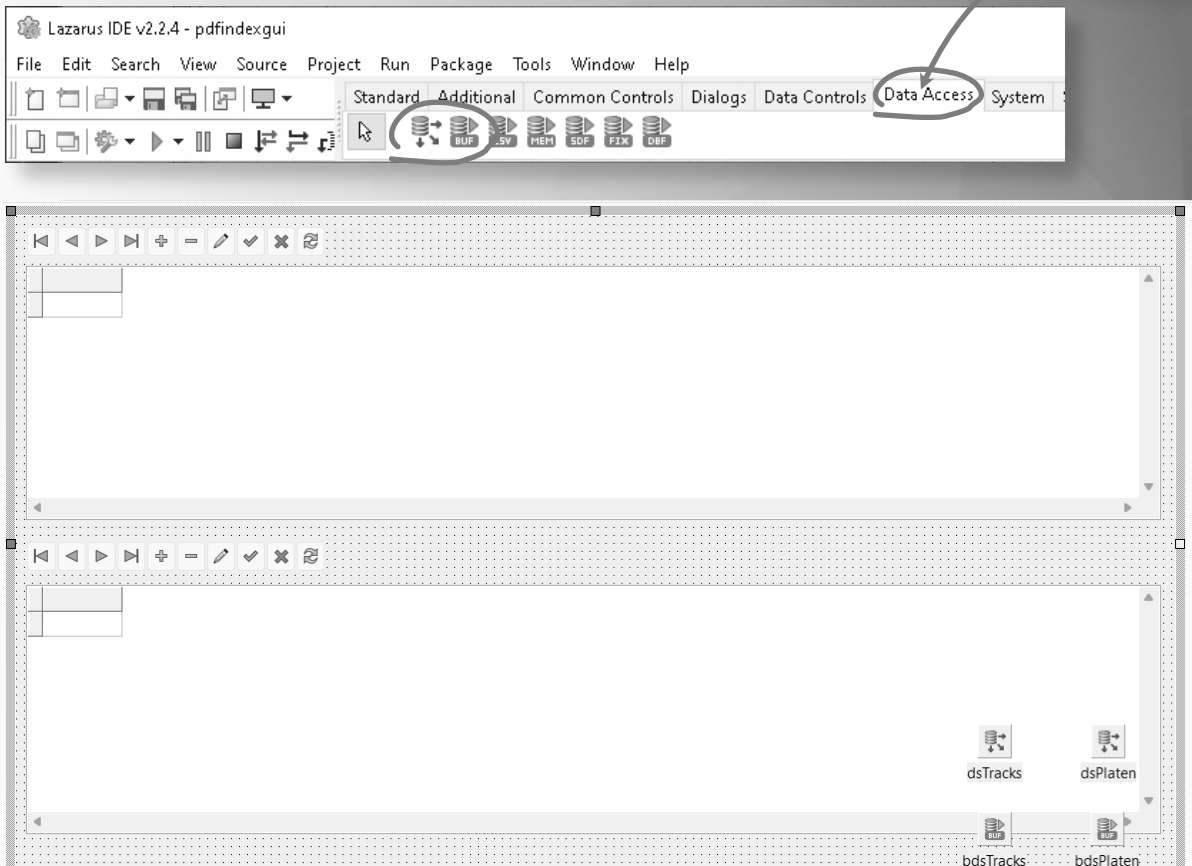 Lazarus IDE v2.2.4 - pdfindexgui
File Edit Search View Source Project Run Package Tools Window Help
Standard Additional Common Controls Dialogs Data Controls Data Access System
BUF CSV MEM SDF FIX DBF
dsTracks dsPlaten
BUF BUF
bdsTracks bdsPlaten